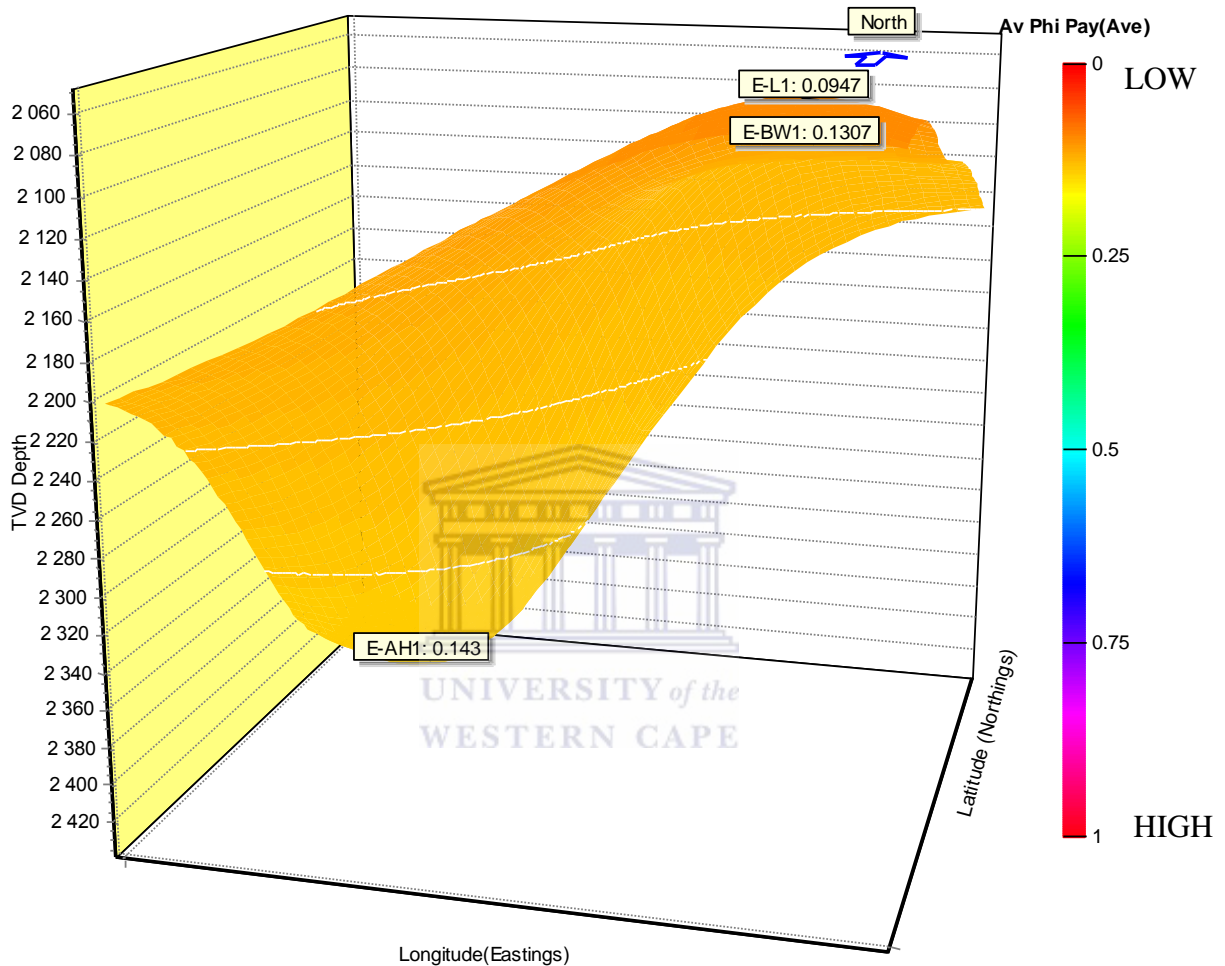 North
Av Phi Pay(Ave)
0
LOW
E-L1: 0.0947
E-BW1: 0.1307
2 060
2 080
2 100
2 120
2 140
2 160
2 180
2 200
2 220
2 240
2 260
2 280
2 300
2 320
2 340
2 360
2 380
2 400
2 420
TVD Depth
0.25
0.5
0.75
1
HIGH
E-AH1: 0.143
UNIVERSITY of the
WESTERN CAPE
Latitude (Northings)
Longitude(Eastings)